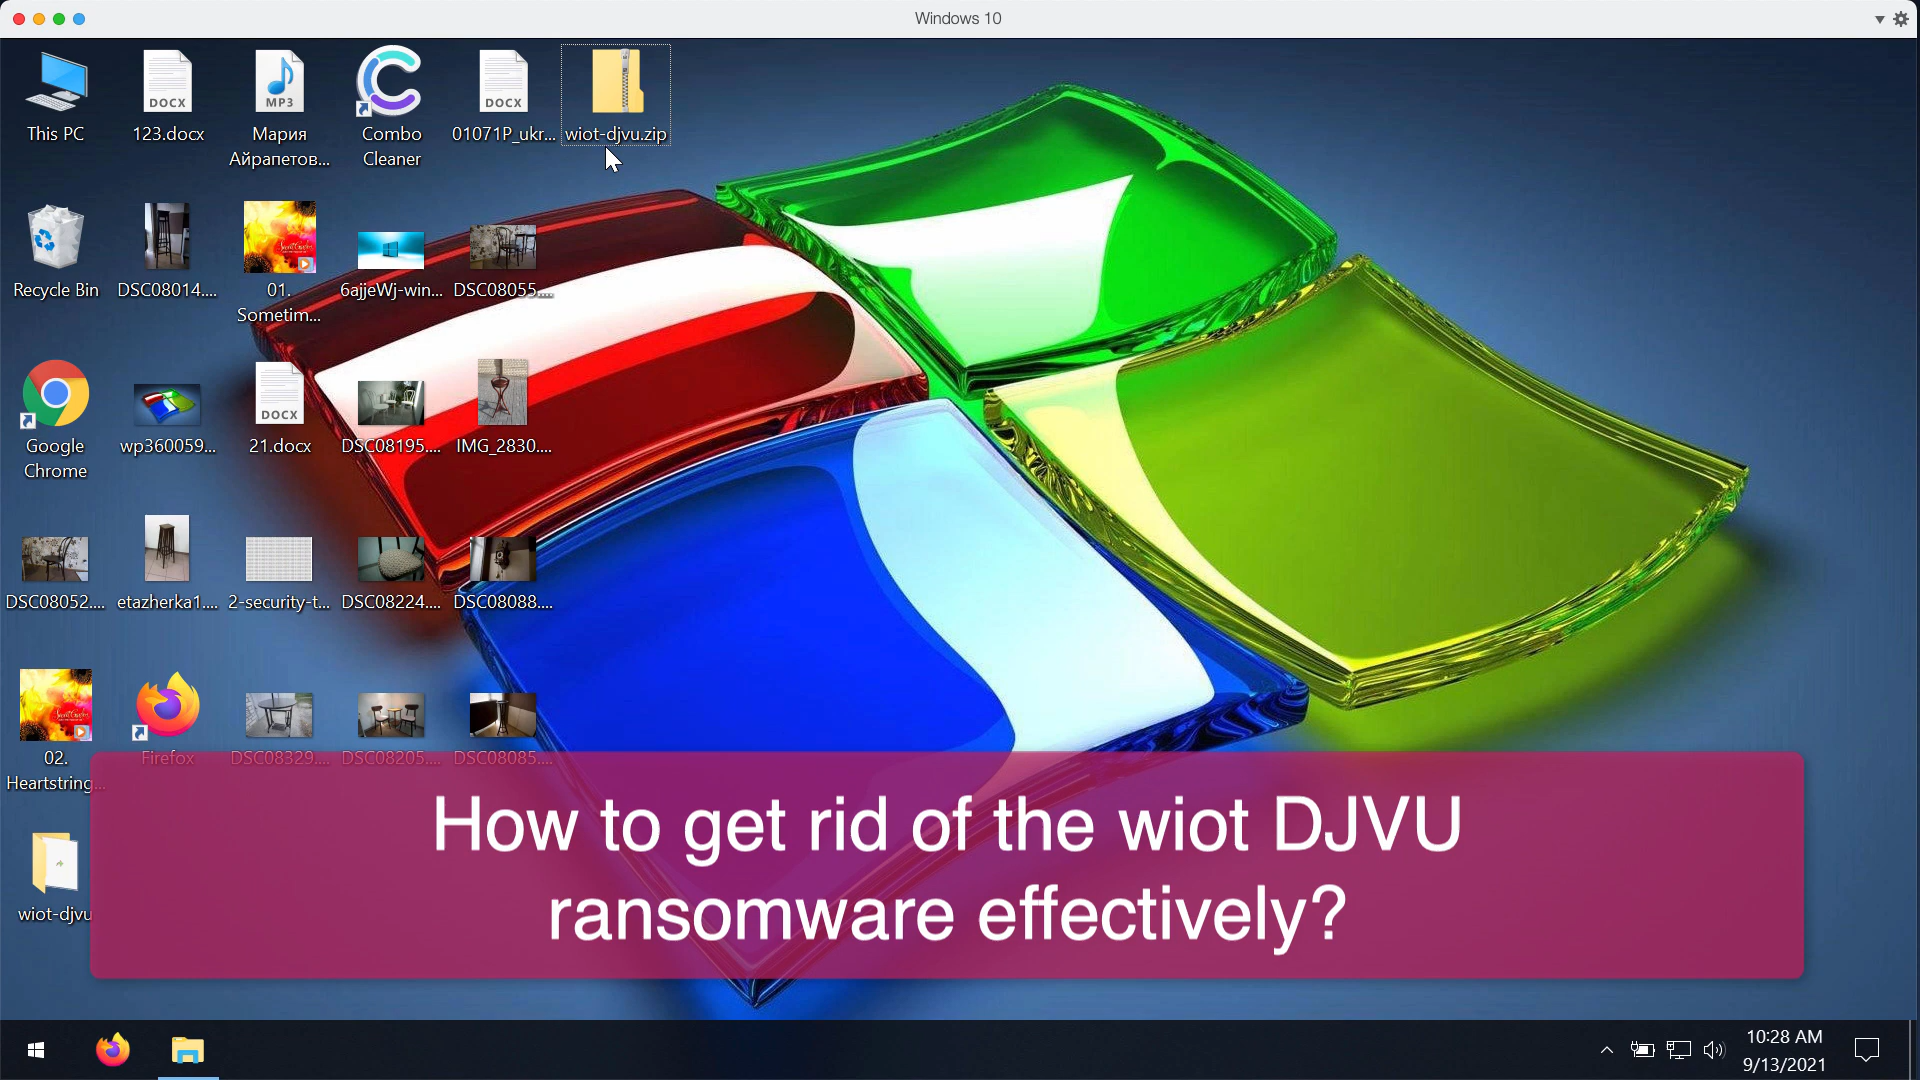 Windows 10
This PC
123.docx
Мария
Айрапетов...
Combo
Cleaner
01071P_ukr...
wiot-djvu.zip
DOCX
MP3
DOCX
Recycle Bin
DSC08014....
01.
Sometim...
6ajjeWj-win...
DSC08055....
Google
Chrome
wp360059...
DOCX
21.docx
DSC08195....
IMG_2830....
DSC08052....
etazherka1....
2-security-t...
DSC08224....
DSC08088....
02.
Heartstring...
Firefox
DSC08329....
DSC08205....
DSC08085....
wiot-djvu
How to get rid of the wiot DJVU
ransomware effectively?
10:28 AM
9/13/2021